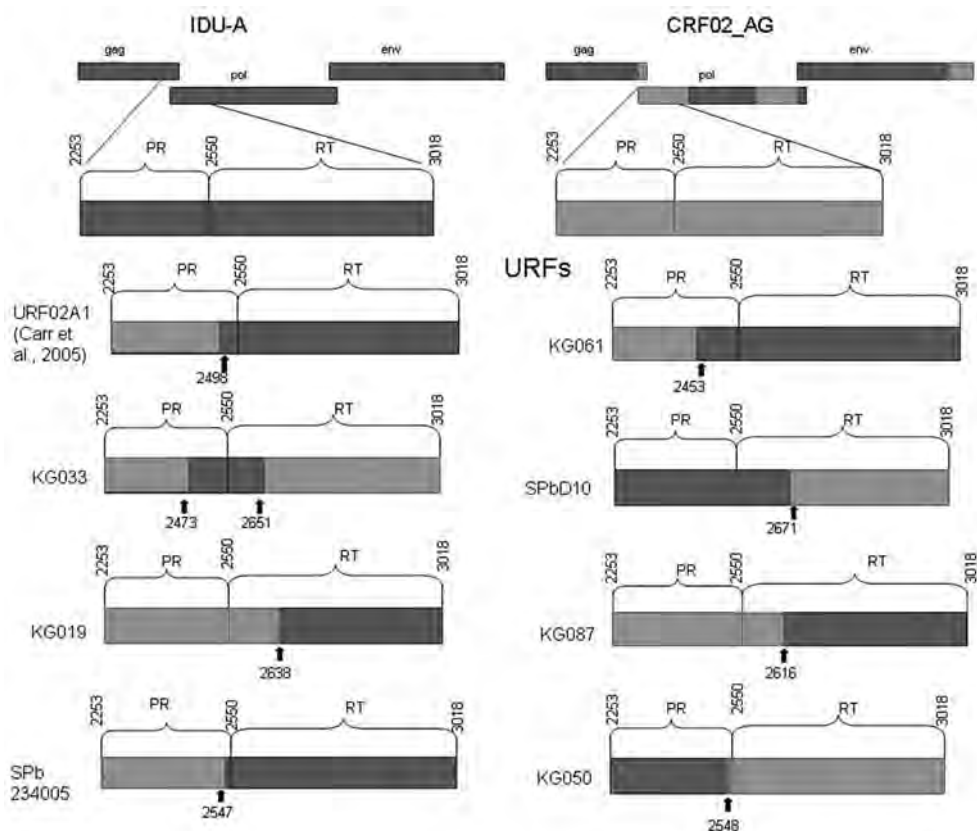 IDU-A
CRF02_AG
gag
env
pol
gag
env
pol
2253
PR
2550
RT
3018
2253
PR
2550
RT
3018
URFs
URF02A1
(Carr et
al., 2005)
2253
PR
2550
RT
3018
2498
KG061
2253
PR
2550
RT
3018
2453
KG033
2253
PR
2550
RT
3018
2473
2651
SPbD10
2253
PR
2550
RT
3018
2671
KG019
2253
PR
2550
RT
3018
2638
KG087
2253
PR
2550
RT
3018
2616
SPb
234005
2253
PR
2550
RT
3018
2547
KG050
2253
PR
2550
RT
3018
2548